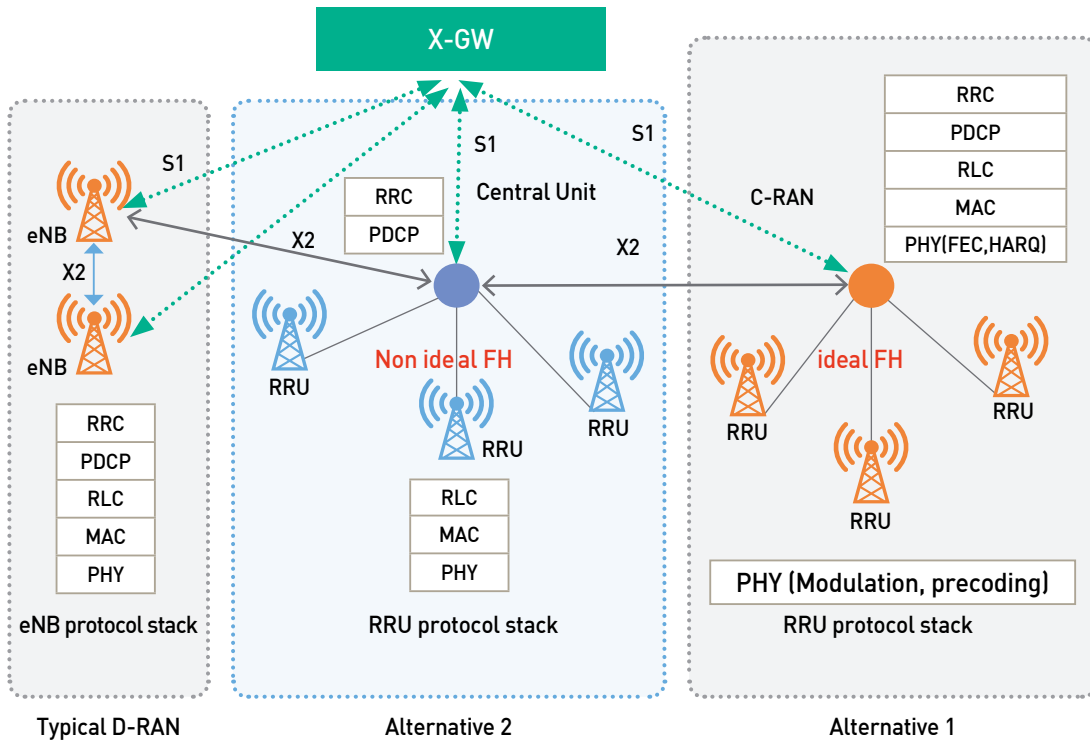 X-GW
S1
eNB
X2
eNB
RRC
PDCP
RLC
MAC
PHY
eNB protocol stack
Typical D-RAN
X2
RRC
PDCP
S1
Central Unit
RRU
Non ideal FH
RRU
RRU
RLC
MAC
PHY
RRU protocol stack
Alternative 2
S1
X2
C-RAN
RRC
PDCP
RLC
MAC
PHY(FEC,HARQ)
ideal FH
RRU
RRU
RRU
PHY (Modulation, precoding)
RRU protocol stack
Alternative 1